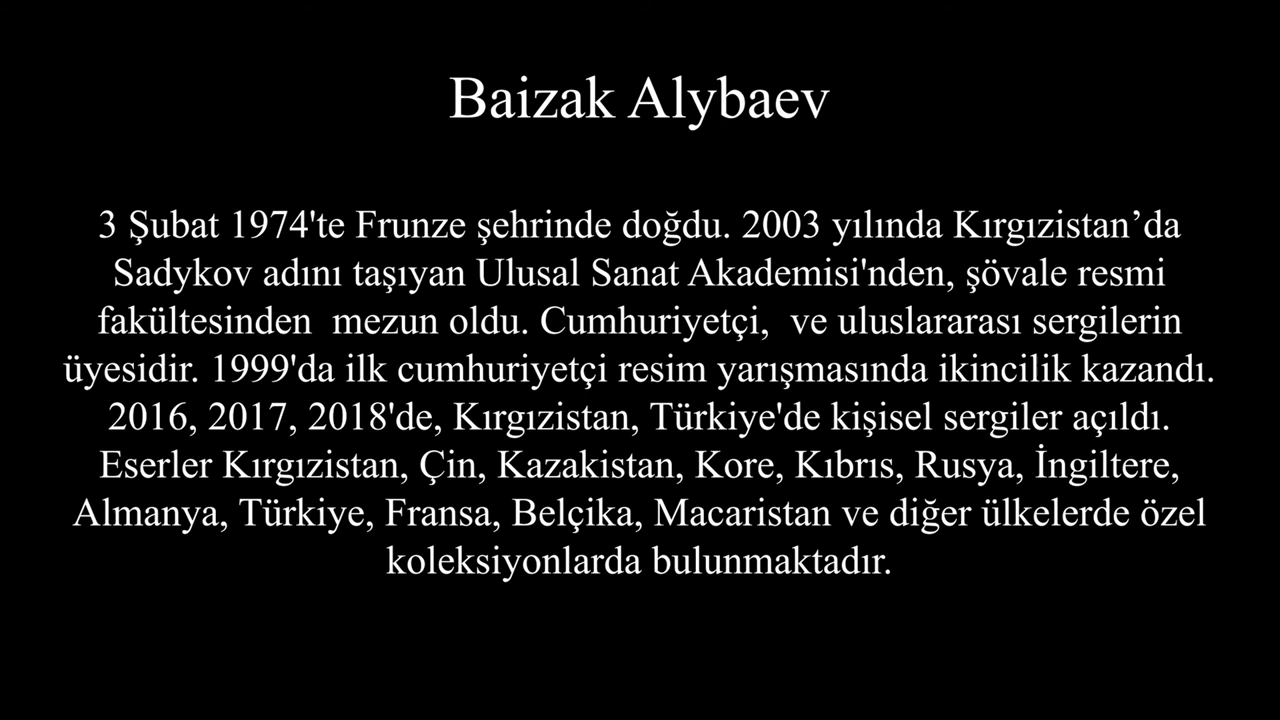 Baizak Alybaev
3 Şubat 1974'te Frunze şehrinde doğdu. 2003 yılında Kırgızistan’da
Sadykov adını taşıyan Ulusal Sanat Akademisi'nden, şövale resmi
fakültesinden  mezun oldu. Cumhuriyetçi,  ve uluslararası sergilerin
üyesidir. 1999'da ilk cumhuriyetçi resim yarışmasında ikincilik kazandı.
2016, 2017, 2018'de, Kırgızistan, Türkiye'de kişisel sergiler açıldı.
Eserler Kırgızistan, Çin, Kazakistan, Kore, Kıbrıs, Rusya, İngiltere,
Almanya, Türkiye, Fransa, Belçika, Macaristan ve diğer ülkelerde özel
koleksiyonlarda bulunmaktadır.